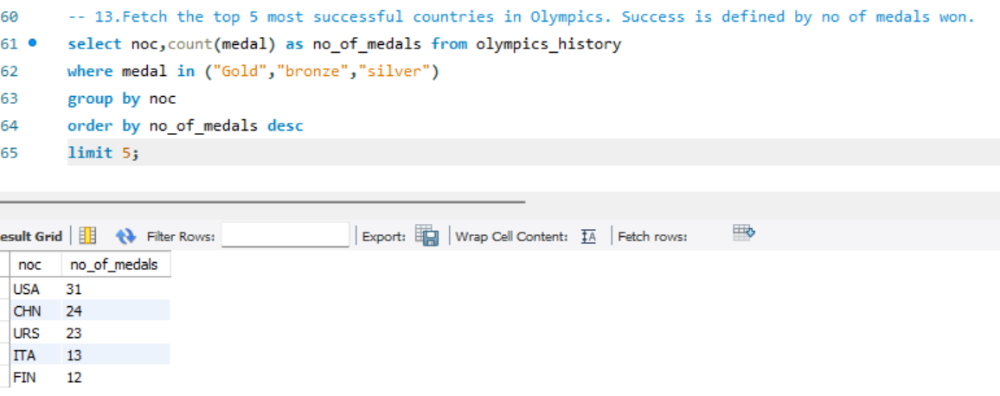 60 -- 13.Fetch the top 5 most successful countries in Olympics. Success is defined by no of medals won.
61 select noc,count(medal) as no_of_medals from olympics_history
62 where medal in ("Gold","bronze","silver")
63 group by noc
64 order by no_of_medals desc
65 limit 5;
esult Grid Filter Rows: Export: Wrap Cell Content: IA Fetch rows:
noc no_of_medals
USA 31
CHN 24
URS 23
ITA 13
FIN 12